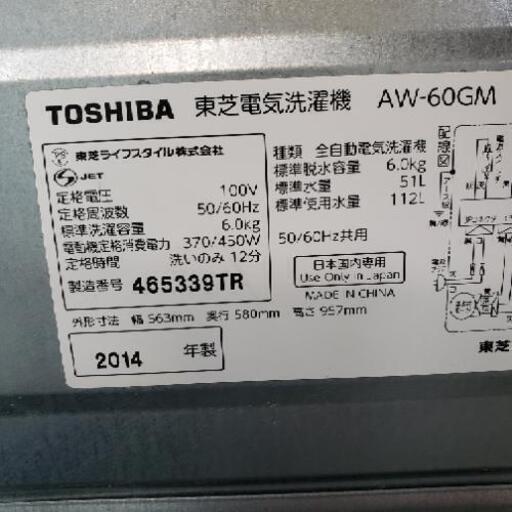 TOSHIBA 東芝電気洗濯機 AW-60GM
東芝ライフスタイル株式会社
JET
定格電圧 100V
定格周波数 50/60Hz
標準洗濯容量 6.0kg
電動機定格消費電力 370/450W
定格時間 洗いのみ 12分
製造番号 465339TR
種類 全自動電気洗濯機
標準脱水容量 6.0kg
標準水量 51L
標準使用水量 112L
50/60Hz共用
日本国内専用
Use Only in Japan
MADE IN CHINA
外形寸法 幅 563mm 奥行 580mm 高さ 957mm
2014 年製
配線図
東芝